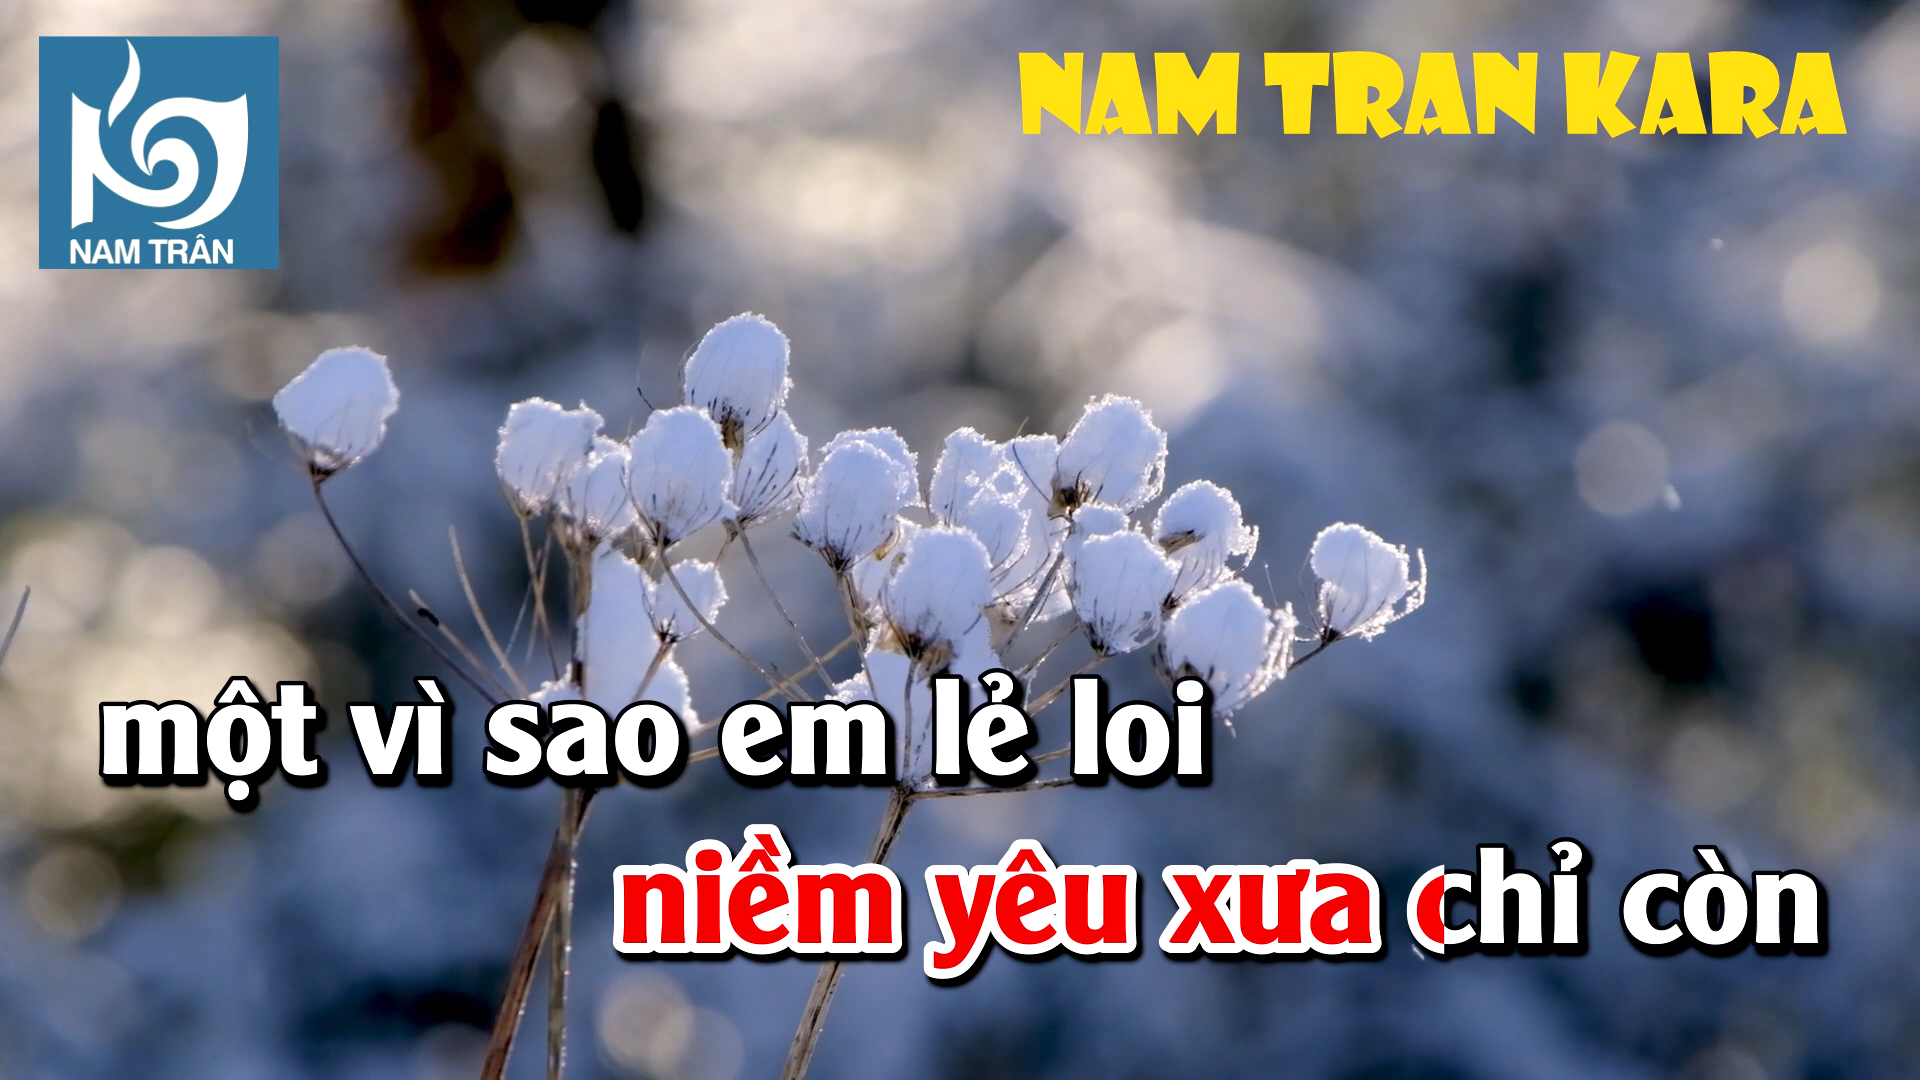 NAM TRAN KARA
NAM TRÂN
một vì sao em lẻ loi
niềm yêu xưa chỉ còn